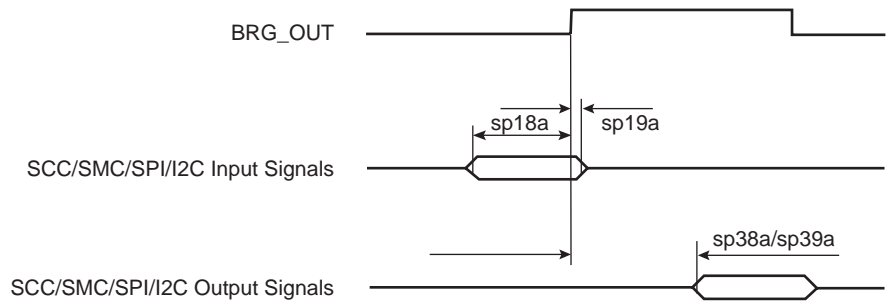 BRG_OUT
sp18a
sp19a
SCC/SMC/SPI/I2C Input Signals
sp38a/sp39a
SCC/SMC/SPI/I2C Output Signals